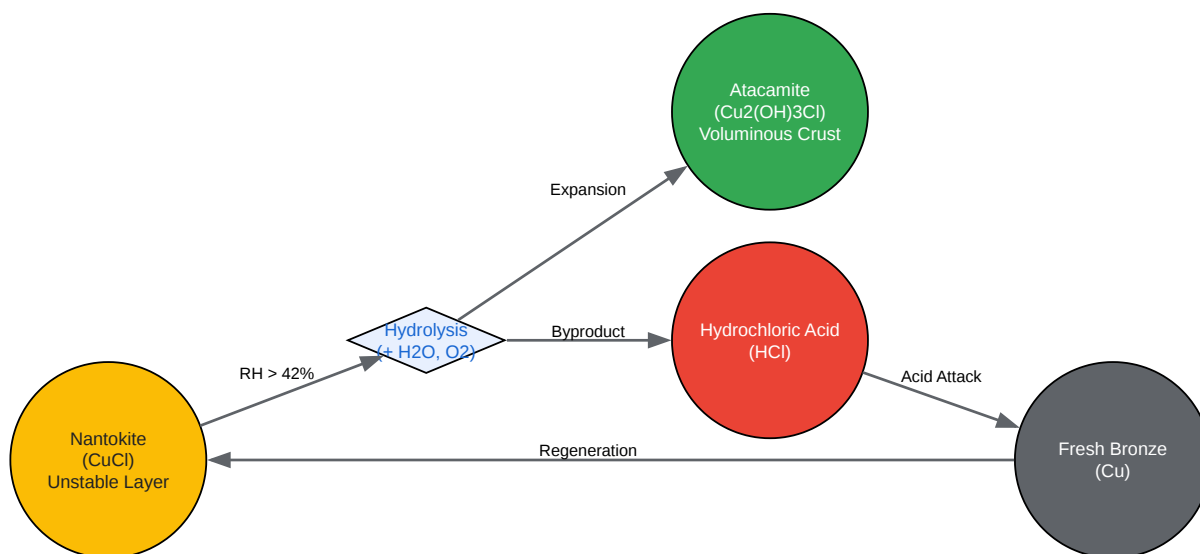 Atacamite
(Cu2(OH)3Cl)
Voluminous Crust
Expansion
Hydrolysis
(+ H2O, O2)
Byproduct
Hydrochloric Acid
(HCl)
RH > 42%
Acid Attack
Nantokite
(CuCl)
Unstable Layer
Regeneration
Fresh Bronze
(Cu)